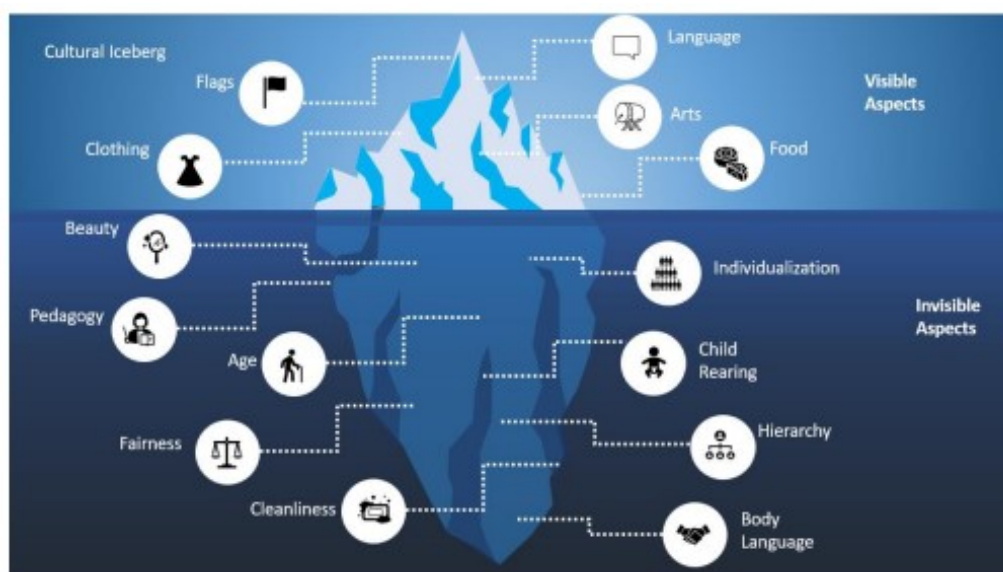 Cultural Iceberg
Language
Flags
Visible
Aspects
Arts
Clothing
Food
Beauty
Individualization
Pedagogy
Invisible
Aspects
Age
Child
Rearing
Fairness
Hierarchy
Cleanliness
Body
Language